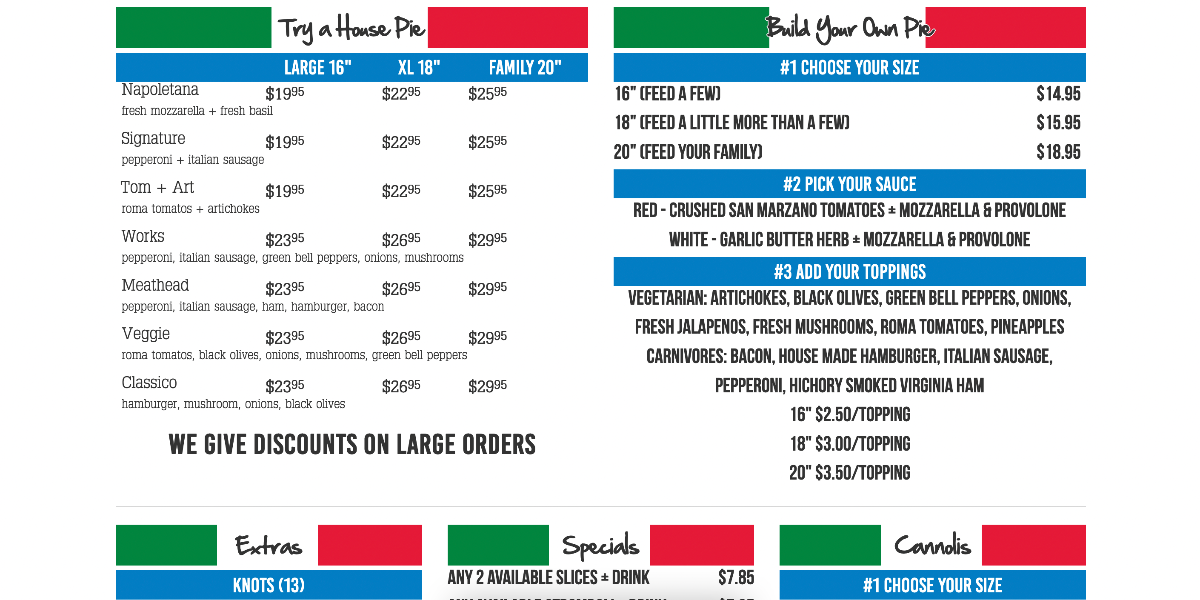 Try a House Pie
LARGE 16" XL 18" FAMILY 20"
Napoletana $19.95 $22.95 $25.95
fresh mozzarella + fresh basil
Signature $19.95 $22.95 $25.95
pepperoni + italian sausage
Tom + Art $19.95 $22.95 $25.95
roma tomatos + artichokes
Works $23.95 $26.95 $29.95
pepperoni, italian sausage, green bell peppers, onions, mushrooms
Meathead $23.95 $26.95 $29.95
pepperoni, italian sausage, ham, hamburger, bacon
Veggie $23.95 $26.95 $29.95
roma tomatos, black olives, onions, mushrooms, green bell peppers
Classico $23.95 $26.95 $29.95
hamburger, mushroom, onions, black olives
WE GIVE DISCOUNTS ON LARGE ORDERS
Build Your Own Pie
#1 CHOOSE YOUR SIZE
16" (FEED A FEW) $14.95
18" (FEED A LITTLE MORE THAN A FEW) $15.95
20" (FEED YOUR FAMILY) $18.95
#2 PICK YOUR SAUCE
RED - CRUSHED SAN MARZANO TOMATOES + MOZZARELLA & PROVOLONE
WHITE - GARLIC BUTTER HERB + MOZZARELLA & PROVOLONE
#3 ADD YOUR TOPPINGS
VEGETARIAN: ARTICHOKES, BLACK OLIVES, GREEN BELL PEPPERS, ONIONS,
FRESH JALAPENOS, FRESH MUSHROOMS, ROMA TOMATOES, PINEAPPLES
CARNIVORES: BACON, HOUSE MADE HAMBURGER, ITALIAN SAUSAGE,
PEPPERONI, HICHORY SMOKED VIRGINIA HAM
16" $2.50/TOPPING
18" $3.00/TOPPING
20" $3.50/TOPPING
Extras
KNOTS (13)
Specials
ANY 2 AVAILABLE SLICES + DRINK $7.85
Cannolis
#1 CHOOSE YOUR SIZE